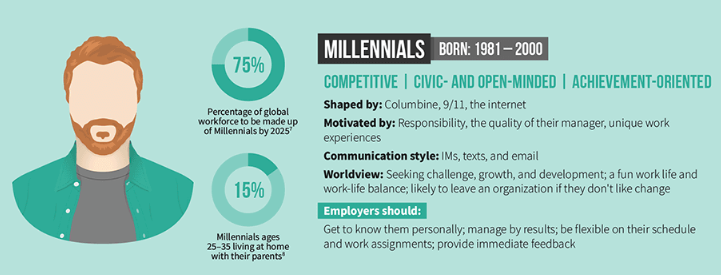 75%
Percentage of global
workforce to be made up
of Millennials by 2025⁷
15%
Millennials ages
25–35 living at home
with their parents⁸
MILLENNIALS BORN: 1981 – 2000
COMPETITIVE | CIVIC- AND OPEN-MINDED | ACHIEVEMENT-ORIENTED
Shaped by: Columbine, 9/11, the internet
Motivated by: Responsibility, the quality of their manager, unique work
experiences
Communication style: IMs, texts, and email
Worldview: Seeking challenge, growth, and development; a fun work life and
work-life balance; likely to leave an organization if they don't like change
Employers should:
Get to know them personally; manage by results; be flexible on their schedule
and work assignments; provide immediate feedback